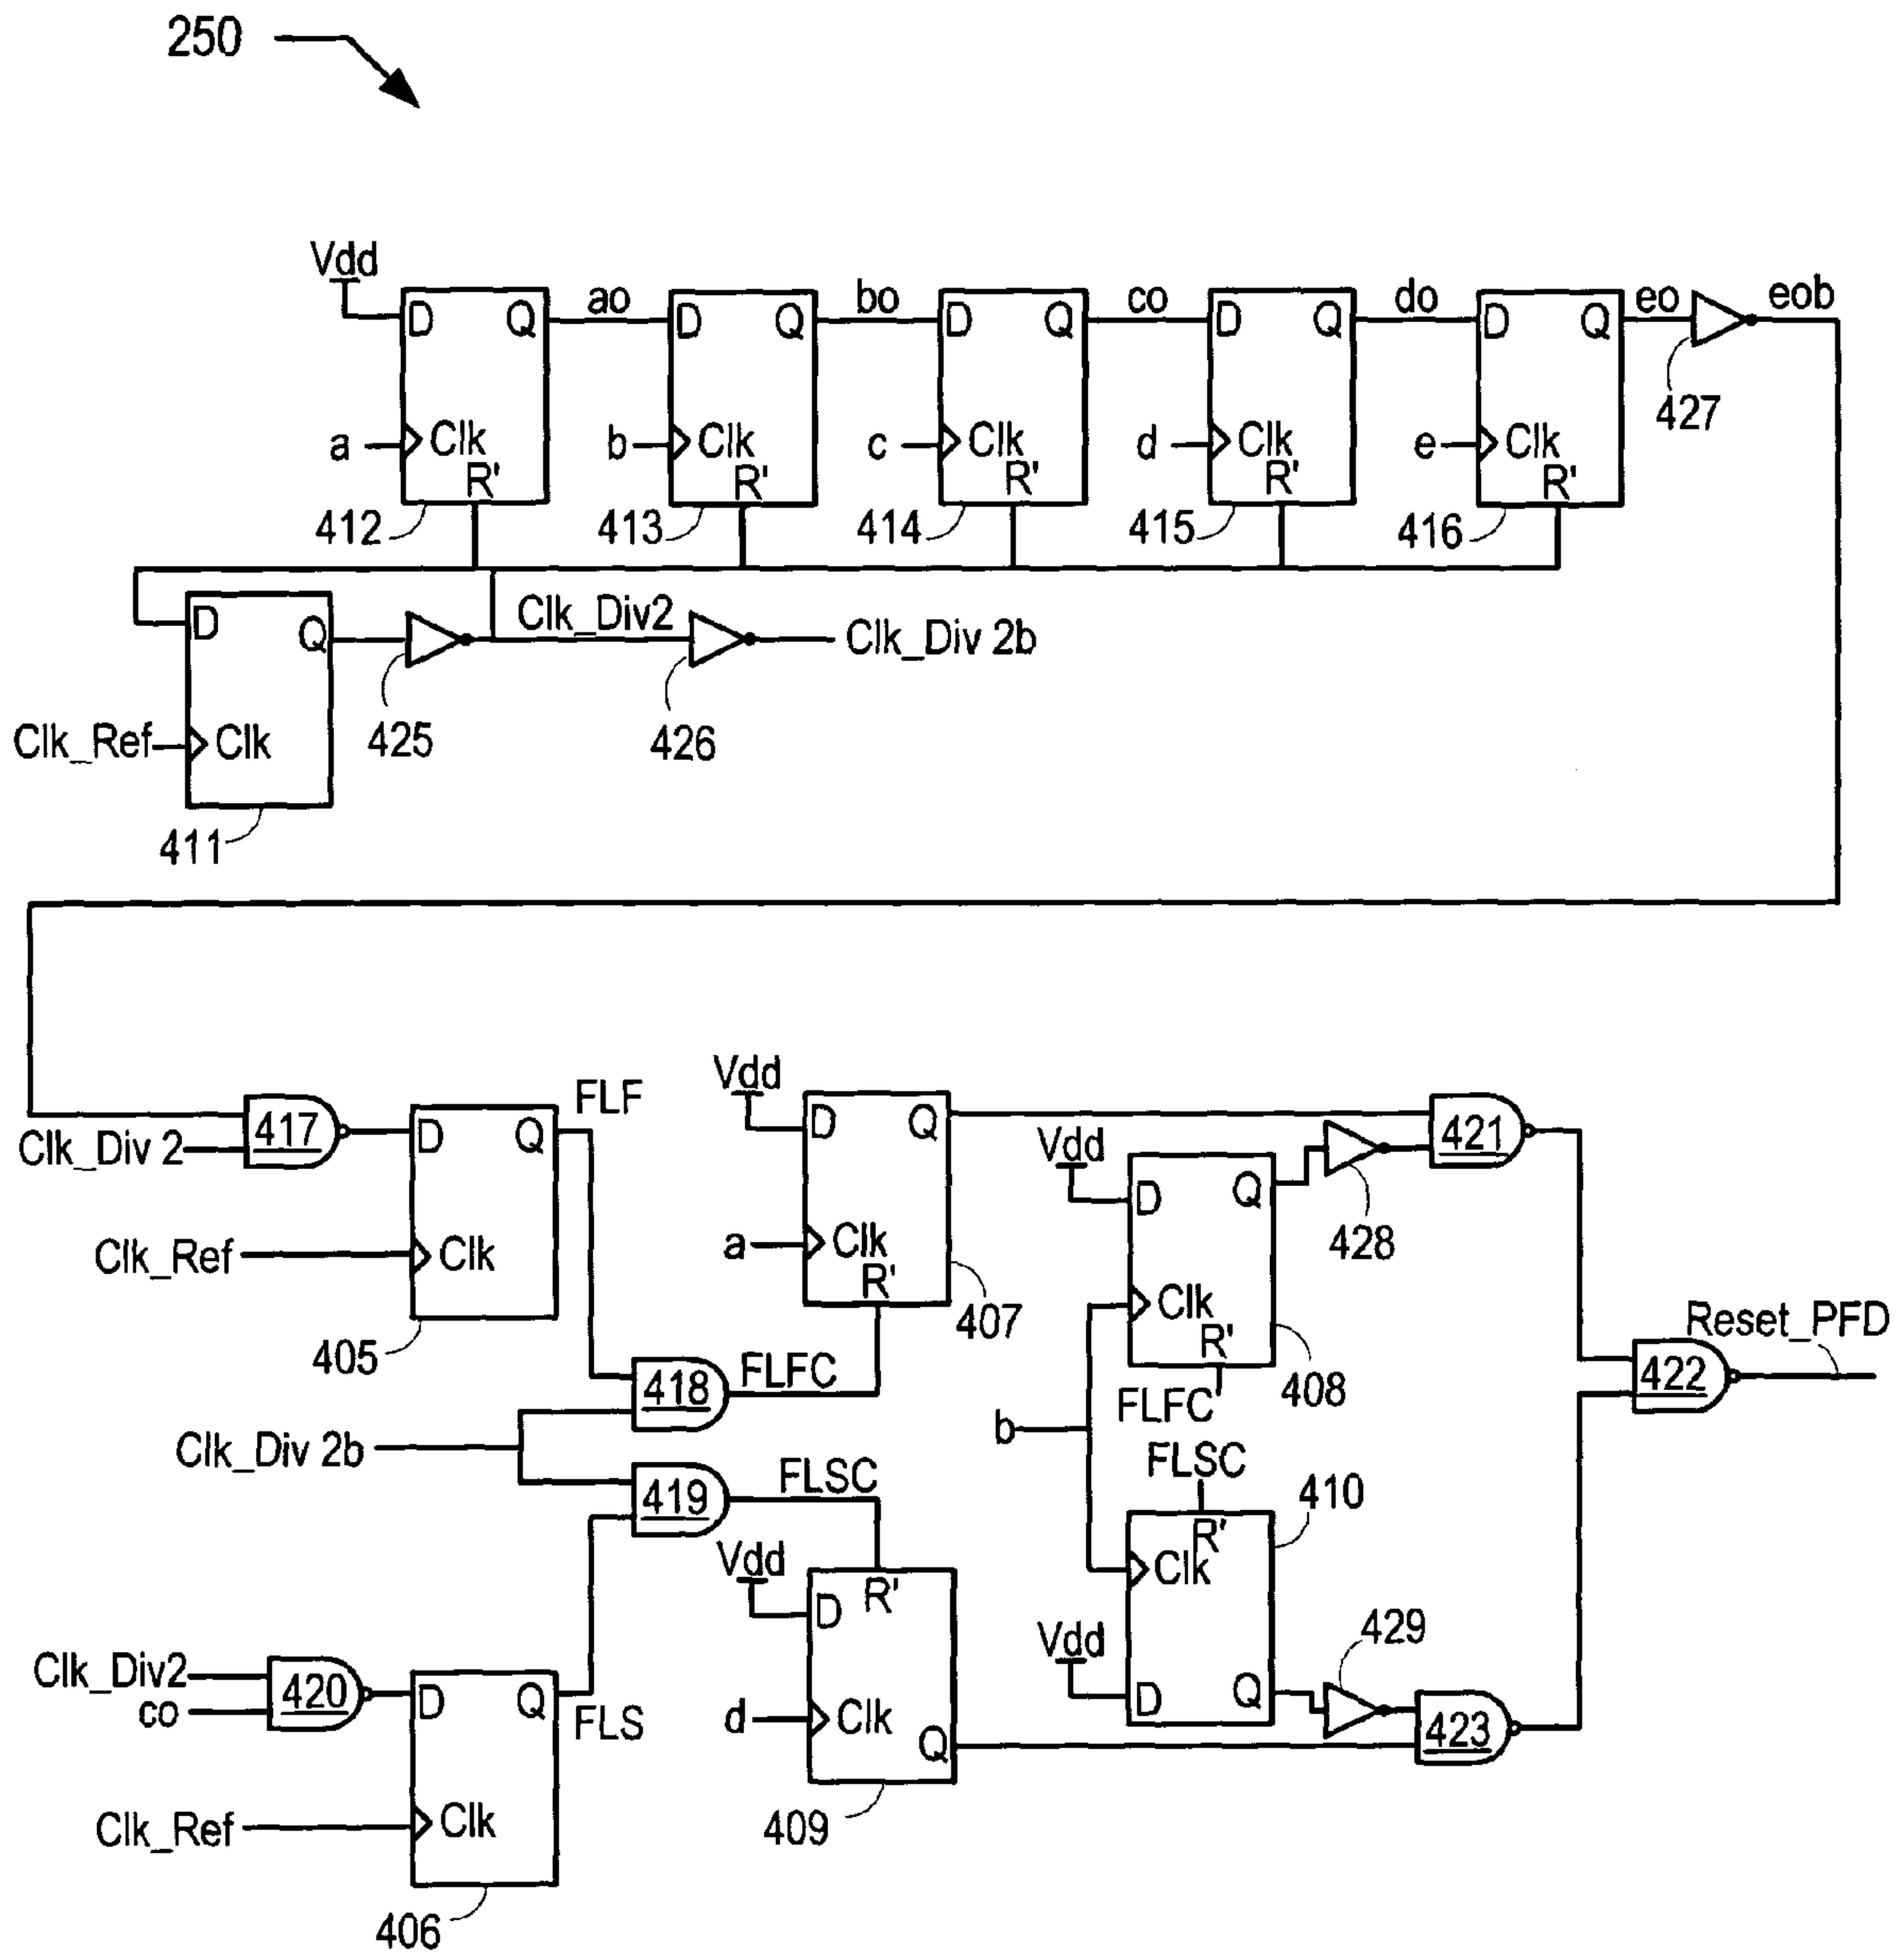 250
Vdd
D Q ao D Q bo D Q co D Q do D Q eo eob
427
a Clk b Clk c Clk d Clk e Clk
R' R' R' R' R'
412 413 414 415 416
D Q Clk_Div2 Clk_Div 2b
425 426
Clk_Ref Clk
411
FLF Vdd
417 D Q D Q 421
Clk_Div 2
Vdd
D Q
428
Clk_Ref Clk a Clk
R' 407
Clk
R' 408
405
418 FLFC
FLFC
Reset_PFD
422
b
Clk_Div 2b
FLSC
419 FLSC 410
R'
Clk
Vdd
D R'
Vdd 429
Clk_Div2
420 D Q
co FLS
D Q
d Clk
Q 423
409
Clk_Ref Clk
406